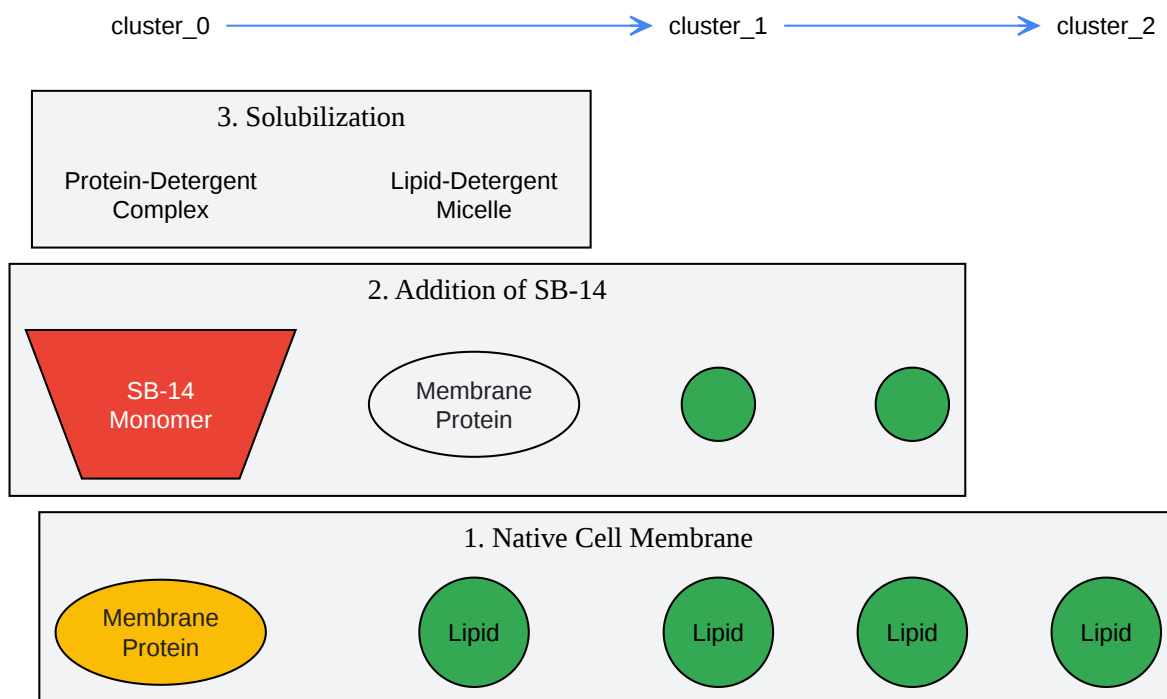 cluster_0 cluster_1 cluster_2
3. Solubilization
Protein-Detergent
Complex
Lipid-Detergent
Micelle
2. Addition of SB-14
SB-14
Monomer
Membrane
Protein
1. Native Cell Membrane
Membrane
Protein
Lipid Lipid Lipid Lipid